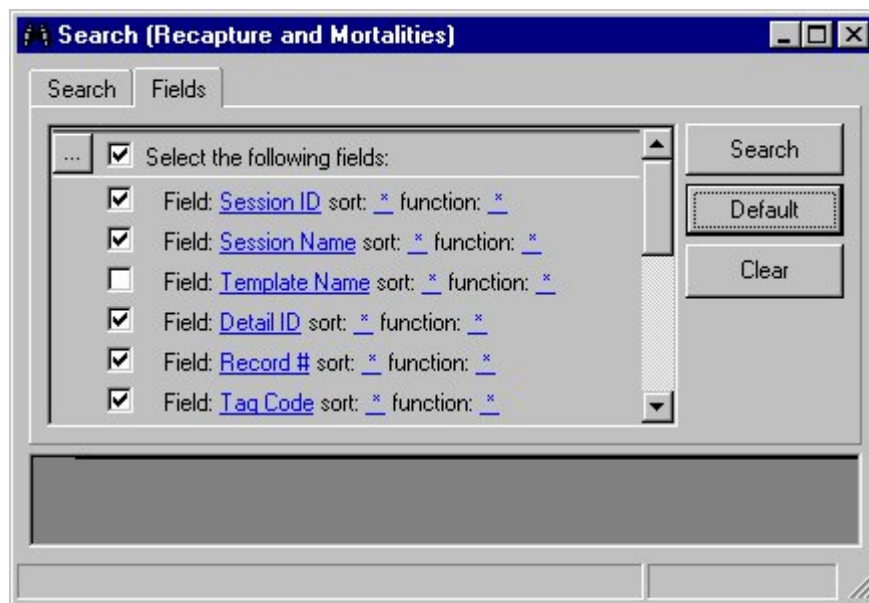 Search (Recapture and Mortalities)
Search Fields
... Select the following fields:
Field: Session ID sort: * function: *
Field: Session Name sort: * function: *
Field: Template Name sort: * function: *
Field: Detail ID sort: * function: *
Field: Record # sort: * function: *
Field: Tag Code sort: * function: *
Search
Default
Clear